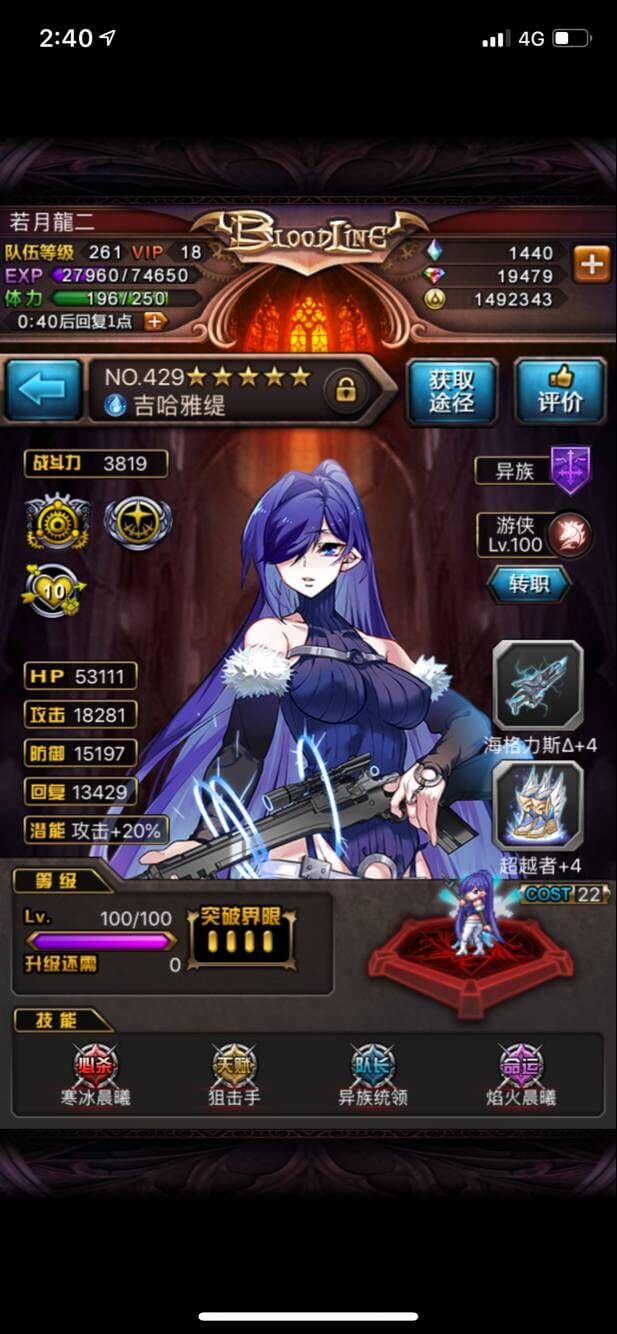 2:40
4G
若月龍二
BLOODLINE
队伍等级 261 VIP 18
1440
EXP 27960/74650
19479
体力 196/250
1492343
0:40后回复1点
NO.429
吉哈雅缇
获取
途径
评价
战斗力 3819
异族
游侠
Lv.100
转职
10
HP 53111
攻击 18281
防御 15197
回复 13429
潜能 攻击+20%
海格力斯Δ+4
超越者+4
COST 22
等级
Lv. 100/100
突破界限
升级还需 0
技能
必杀
天赋
队长
命运
寒冰晨曦
狙击手
异族统领
焰火晨曦